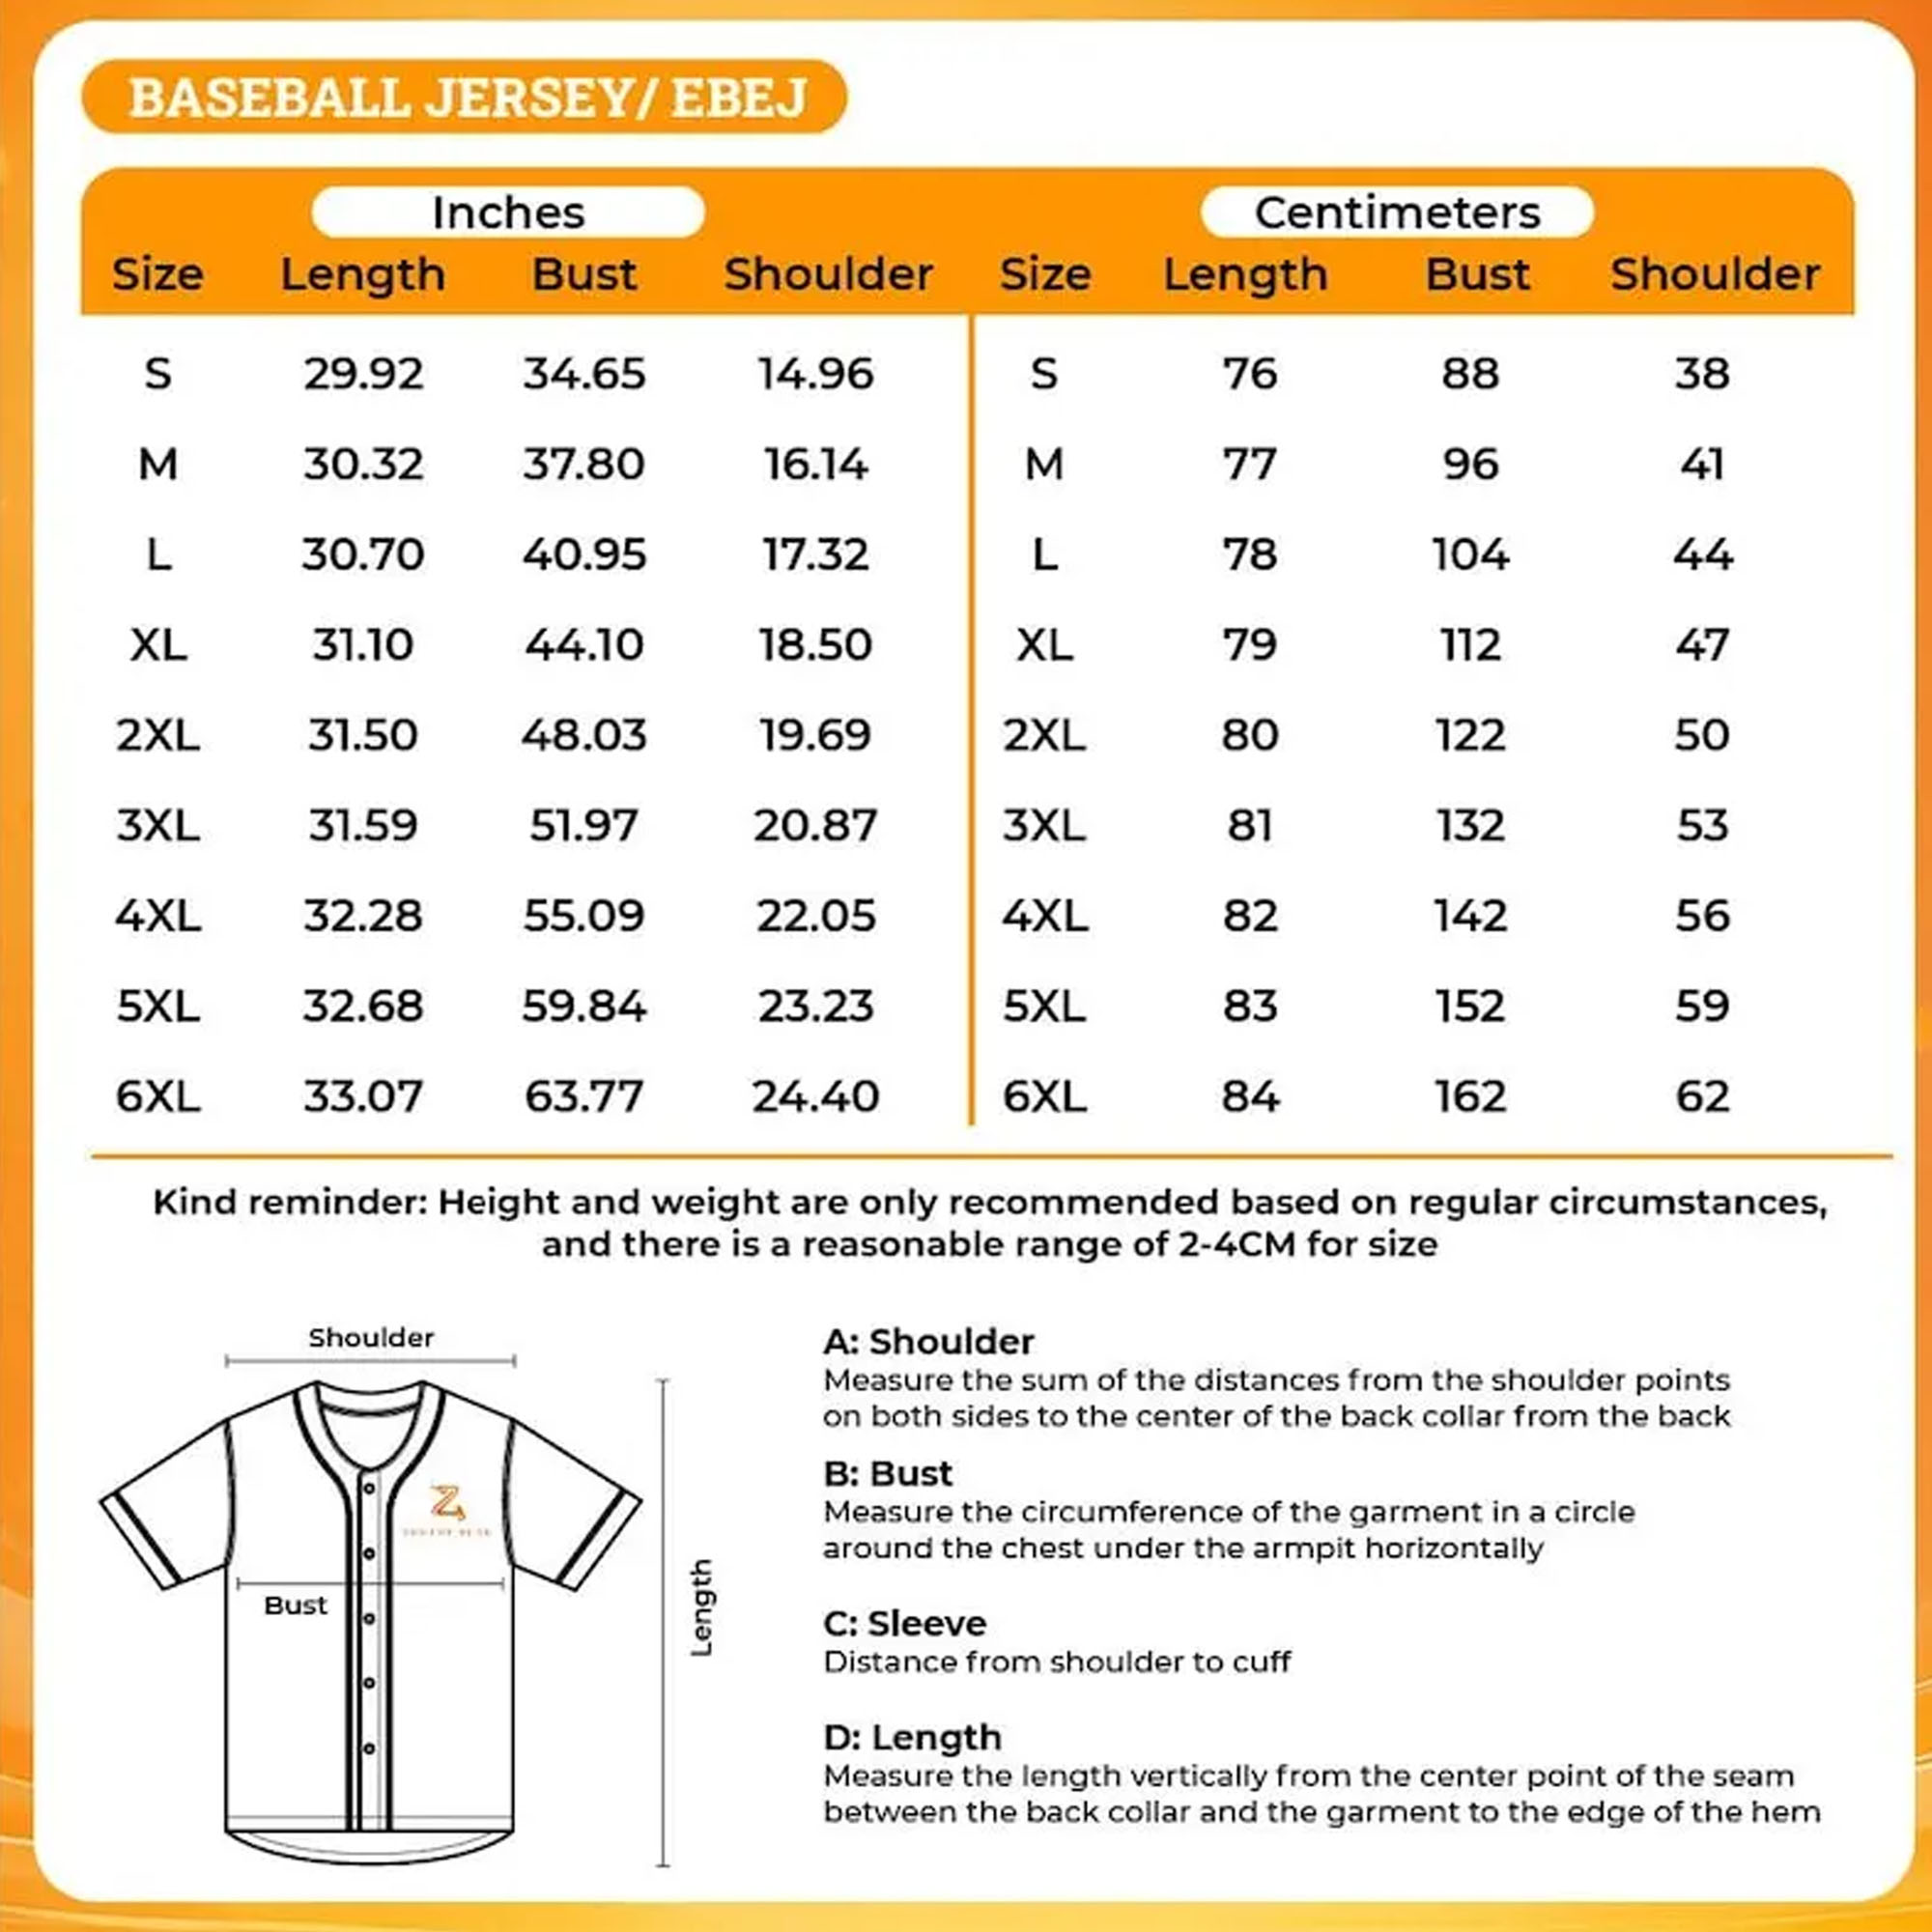 BASEBALL JERSEY/ EBEJ
Inches Centimeters
Size Length Bust Shoulder Size Length Bust Shoulder
S 29.92 34.65 14.96 S 76 88 38
M 30.32 37.80 16.14 M 77 96 41
L 30.70 40.95 17.32 L 78 104 44
XL 31.10 44.10 18.50 XL 79 112 47
2XL 31.50 48.03 19.69 2XL 80 122 50
3XL 31.59 51.97 20.87 3XL 81 132 53
4XL 32.28 55.09 22.05 4XL 82 142 56
5XL 32.68 59.84 23.23 5XL 83 152 59
6XL 33.07 63.77 24.40 6XL 84 162 62
Kind reminder: Height and weight are only recommended based on regular circumstances,
and there is a reasonable range of 2-4CM for size
Shoulder
Bust
Length
A: Shoulder
Measure the sum of the distances from the shoulder points
on both sides to the center of the back collar from the back
B: Bust
Measure the circumference of the garment in a circle
around the chest under the armpit horizontally
C: Sleeve
Distance from shoulder to cuff
D: Length
Measure the length vertically from the center point of the seam
between the back collar and the garment to the edge of the hem